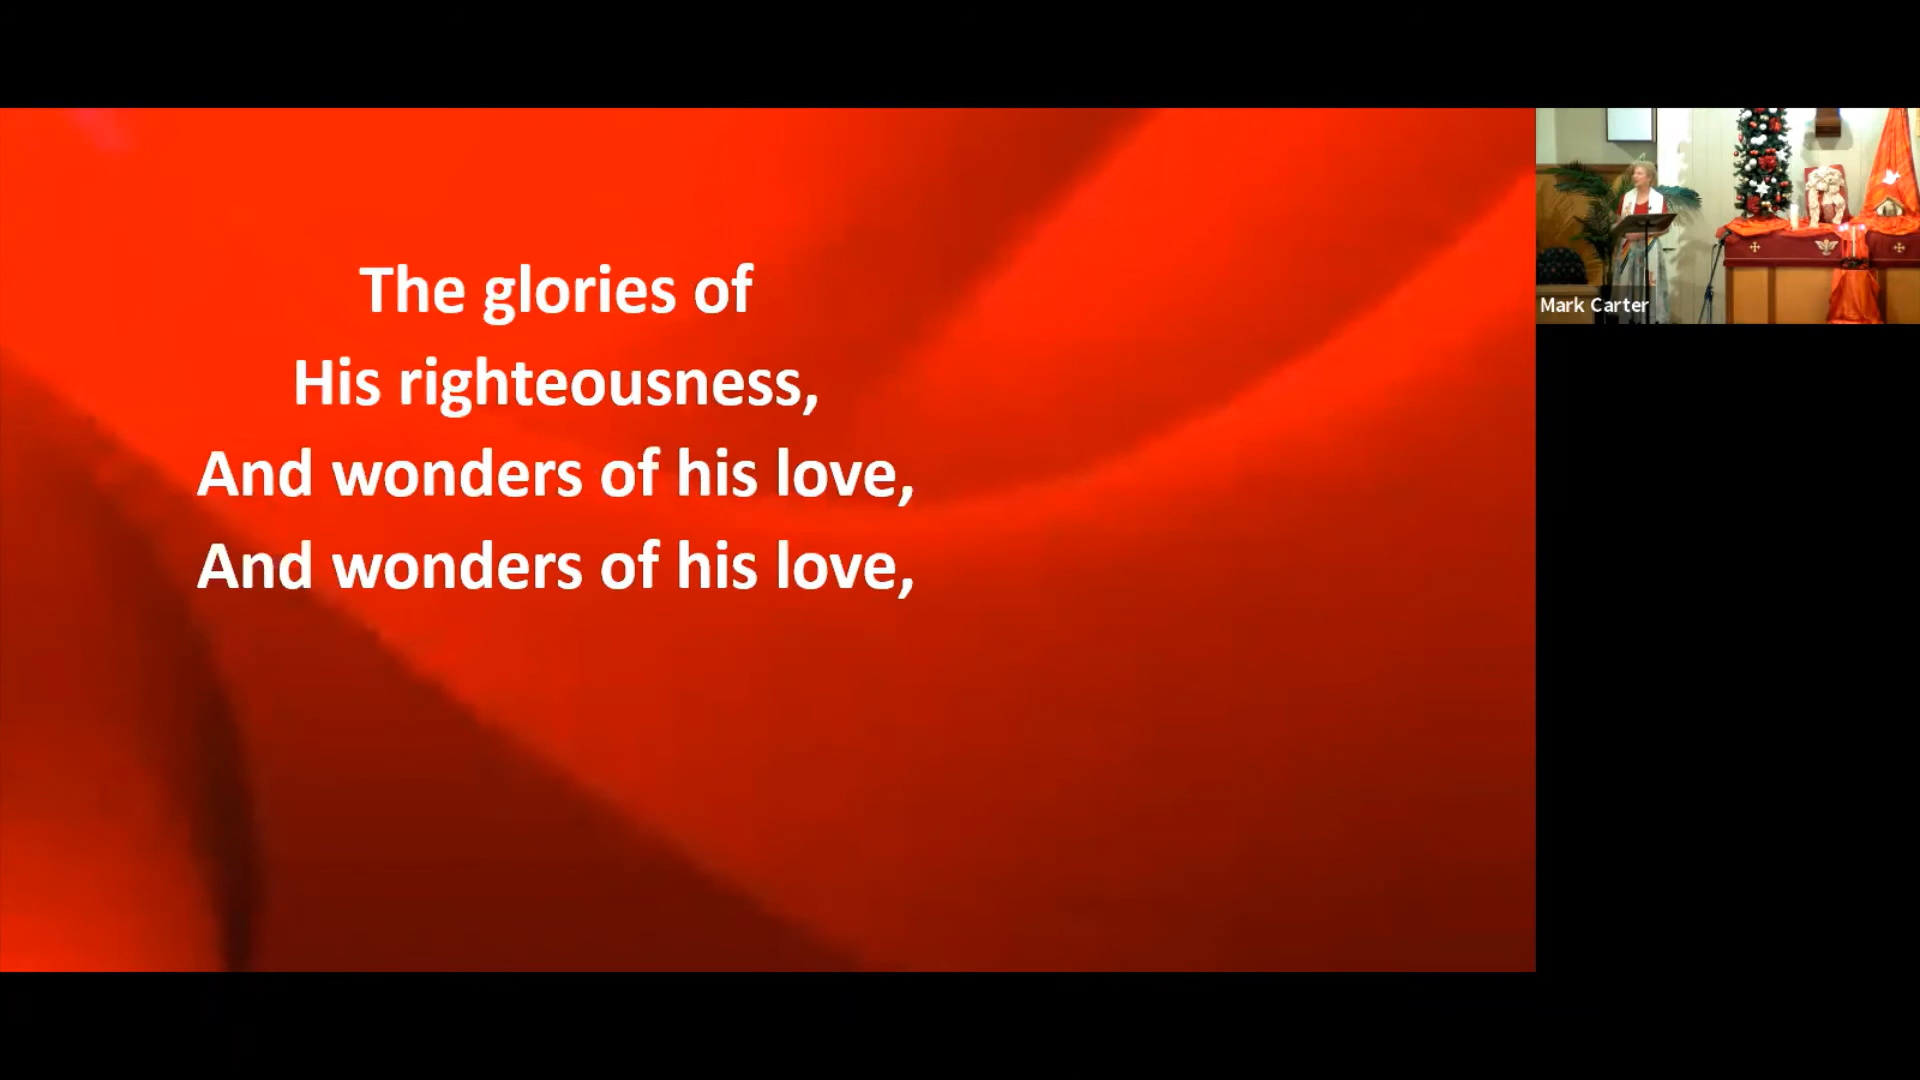 The glories of
His righteousness,
And wonders of his love,
And wonders of his love,
Mark Carter